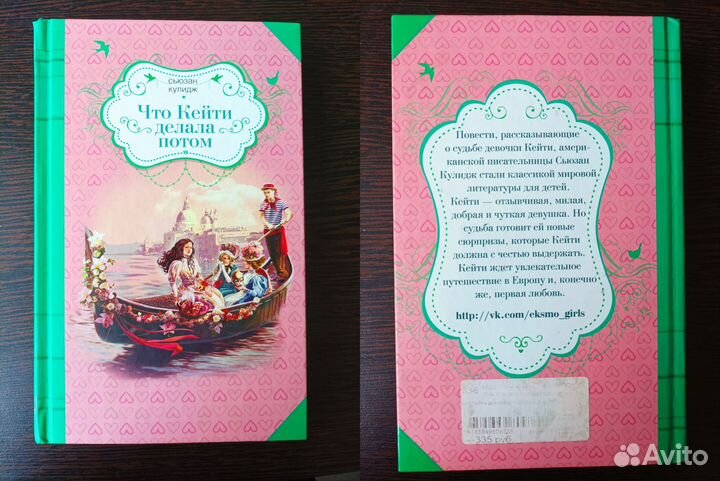 СЬЮЗАН
КУЛИДЖ
Что Кейти
делала
потом
Повести, рассказывающие
о судьбе девочки Кейти, амери-
канской писательницы Сьюзан
Кулидж стали классикой мировой
литературы для детей.
Кейти — отзывчивая, милая,
добрая и чуткая девушка. Но
судьба готовит ей новые
сюрпризы, которые Кейти
должна с честью выдержать.
Кейти ждет увлекательное
путешествие в Европу и, конечно
же, первая любовь.
http://vk.com/eksmo_girls
335 руб
Avito